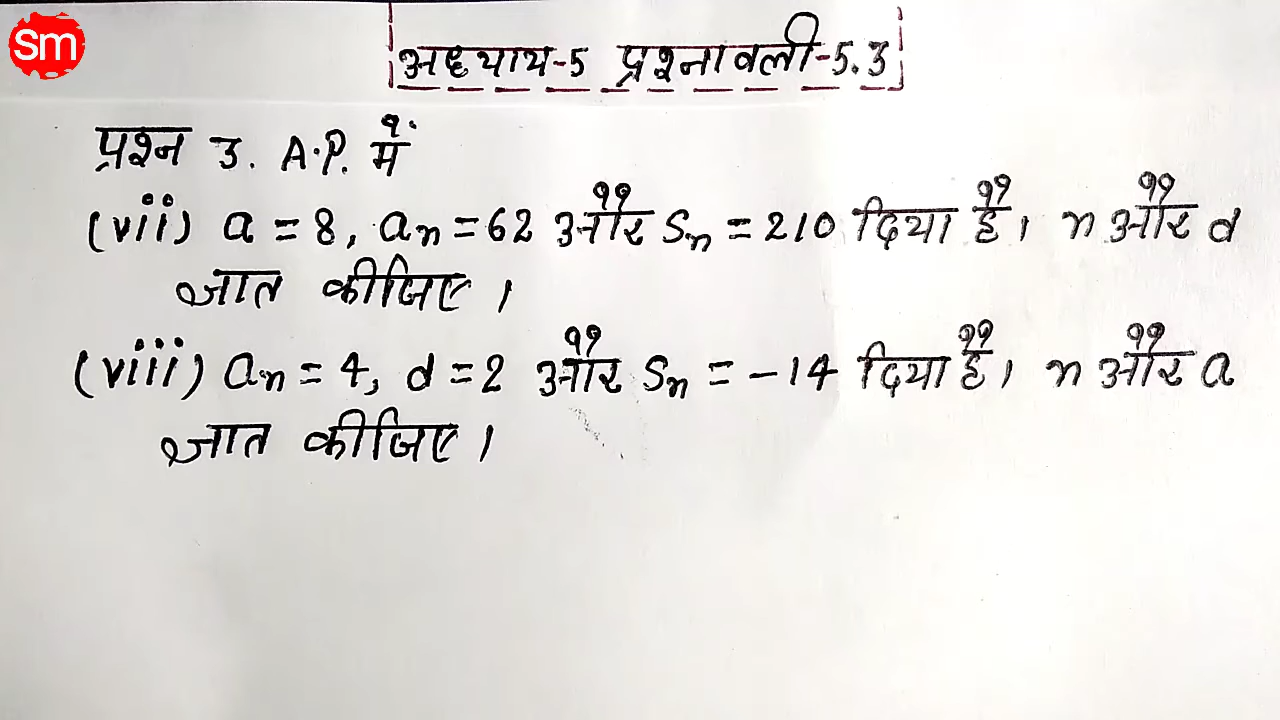 Sm
अध्याय-5 प्रश्नावली-5.3
प्रश्न 3. A.P. में
(vii) a = 8, an = 62 और Sn = 210 दिया है। n और d
ज्ञात कीजिए।
(viii) an = 4, d = 2 और Sn = -14 दिया है। n और a
ज्ञात कीजिए।